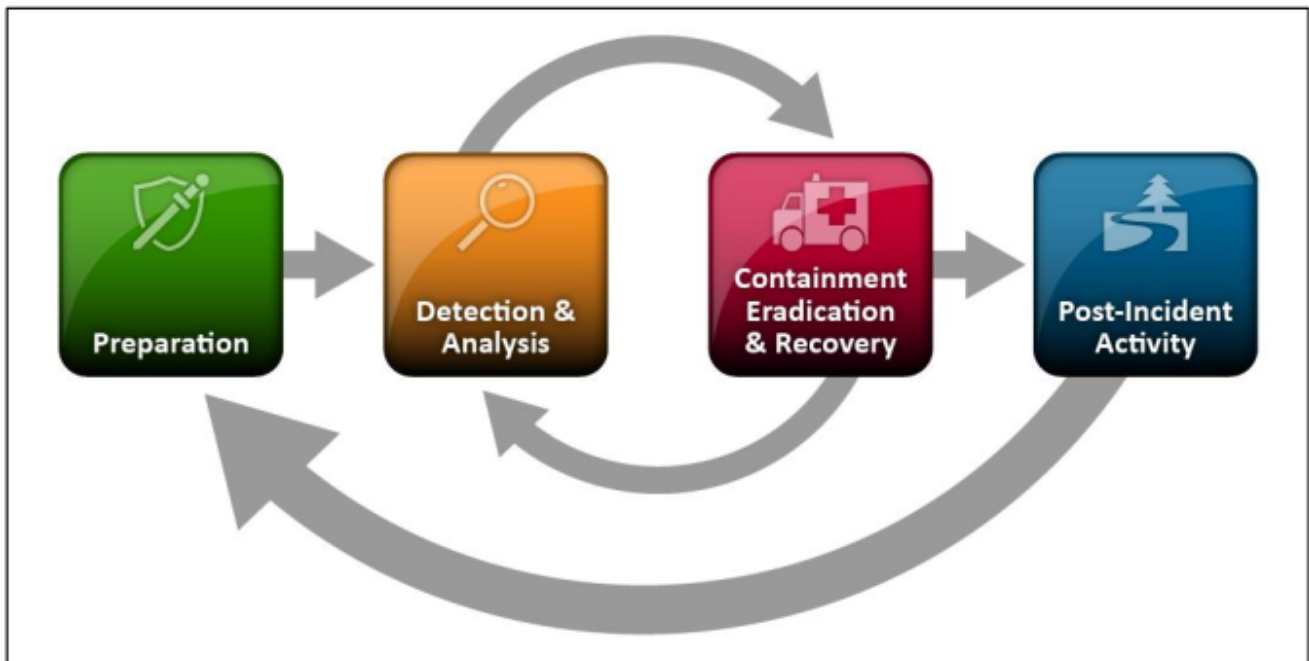 Preparation
Detection &
Analysis
Containment
Eradication
& Recovery
Post-Incident
Activity